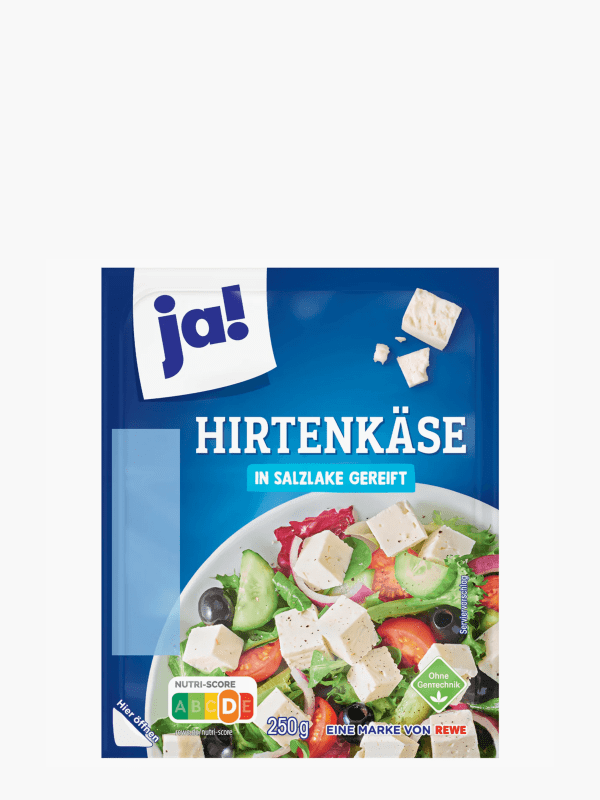 ja!
HIRTENKÄSE
IN SALZLAKE GEREIFT
Serviervorschlag
Ohne
Gentechnik
NUTRI-SCORE
A B C D E
Hier öffnen
250g
EINE MARKE VON REWE